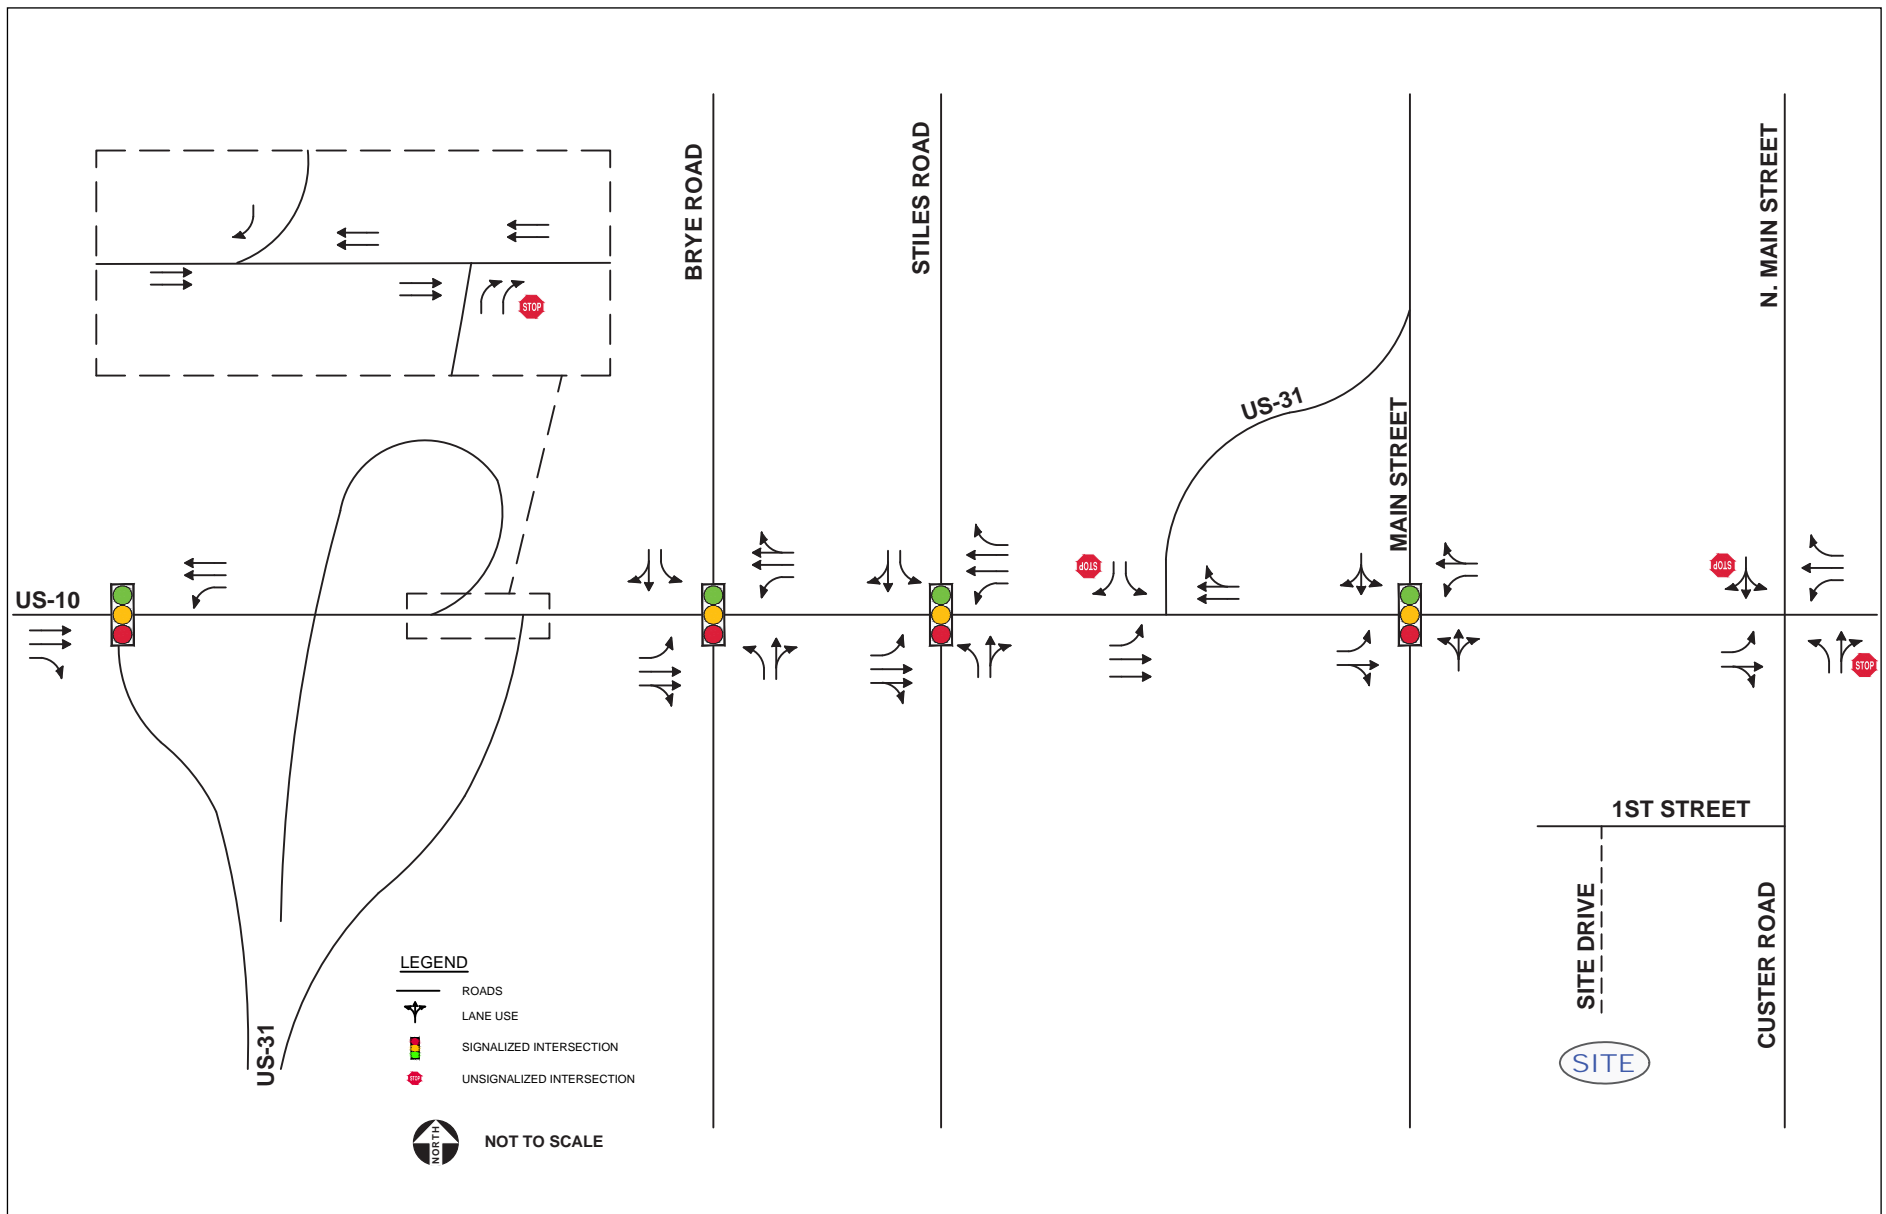 BRYE ROAD
STILES ROAD
N. MAIN STREET
STOP
US-31
MAIN STREET
STOP
STOP
US-10
STOP
1ST STREET
SITE DRIVE
CUSTER ROAD
SITE
US-31
LEGEND
ROADS
LANE USE
SIGNALIZED INTERSECTION
STOP
UNSIGNALIZED INTERSECTION
NORTH
NOT TO SCALE